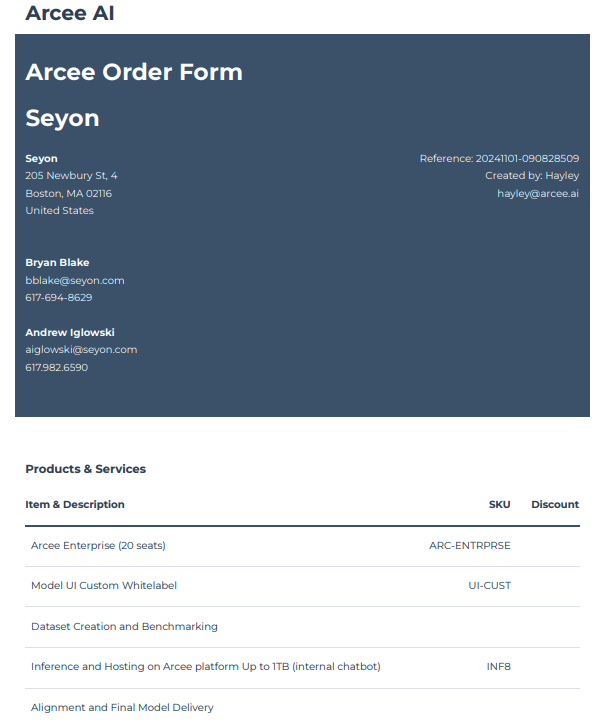 Arcee AI
Arcee Order Form
Seyon
Seyon
205 Newbury St, 4
Boston, MA 02116
United States
Reference: 20241101-090828509
Created by: Hayley
hayley@arcee.ai
Bryan Blake
bblake@seyon.com
617-694-8629
Andrew Iglowski
aiglowski@seyon.com
617.982.6590
Products & Services
Item & Description SKU Discount
Arcee Enterprise (20 seats) ARC-ENTRPRSE
Model UI Custom Whitelabel UI-CUST
Dataset Creation and Benchmarking
Inference and Hosting on Arcee platform Up to 1TB (internal chatbot) INF8
Alignment and Final Model Delivery